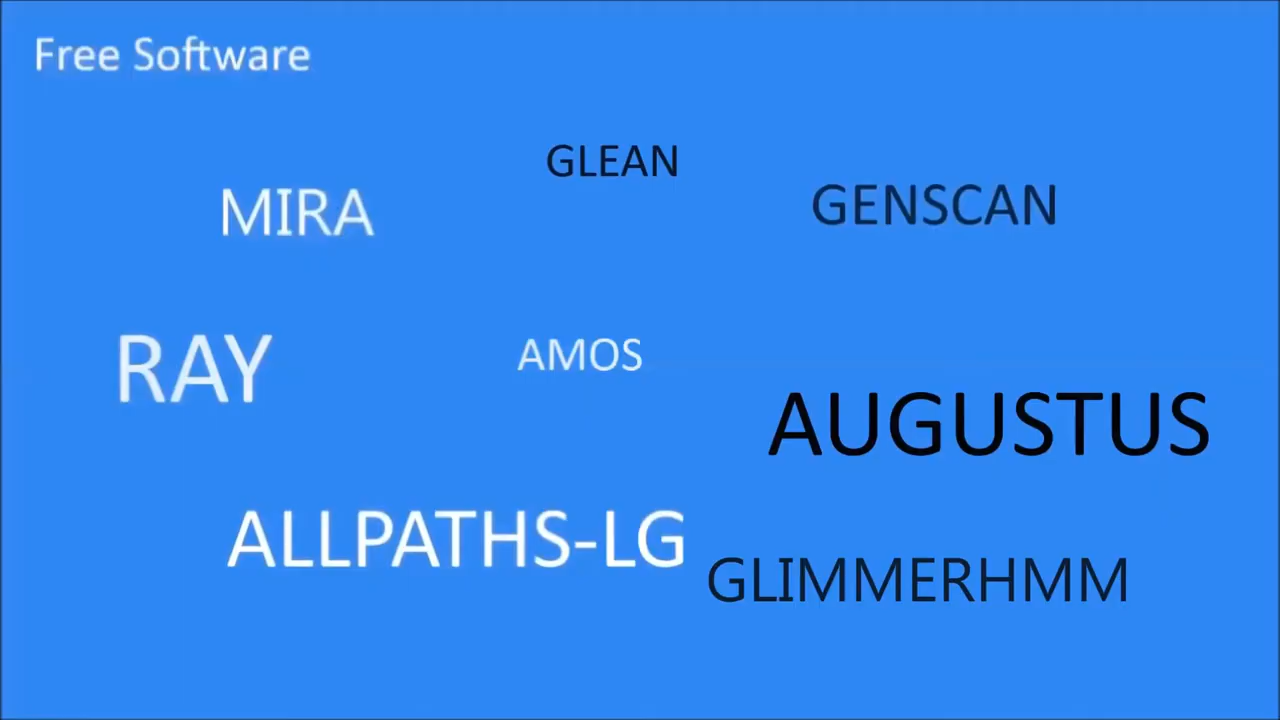 Free Software
GLEAN
MIRA
GENSCAN
RAY
AMOS
AUGUSTUS
ALLPATHS-LG
GLIMMERHMM